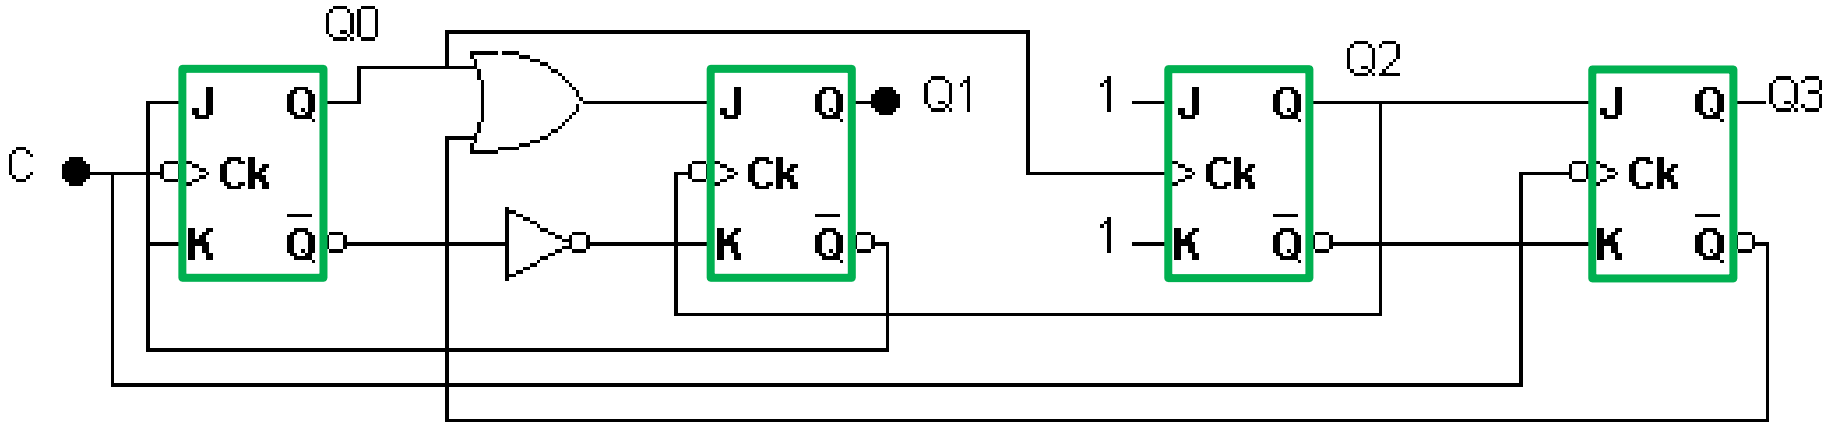 Q0
Q2
J Q
1 J Q
J Q Q1
J Q Q3
C
Ck
Ck
Ck
Ck
K Q̅
K Q̅
1 K Q̅
K Q̅